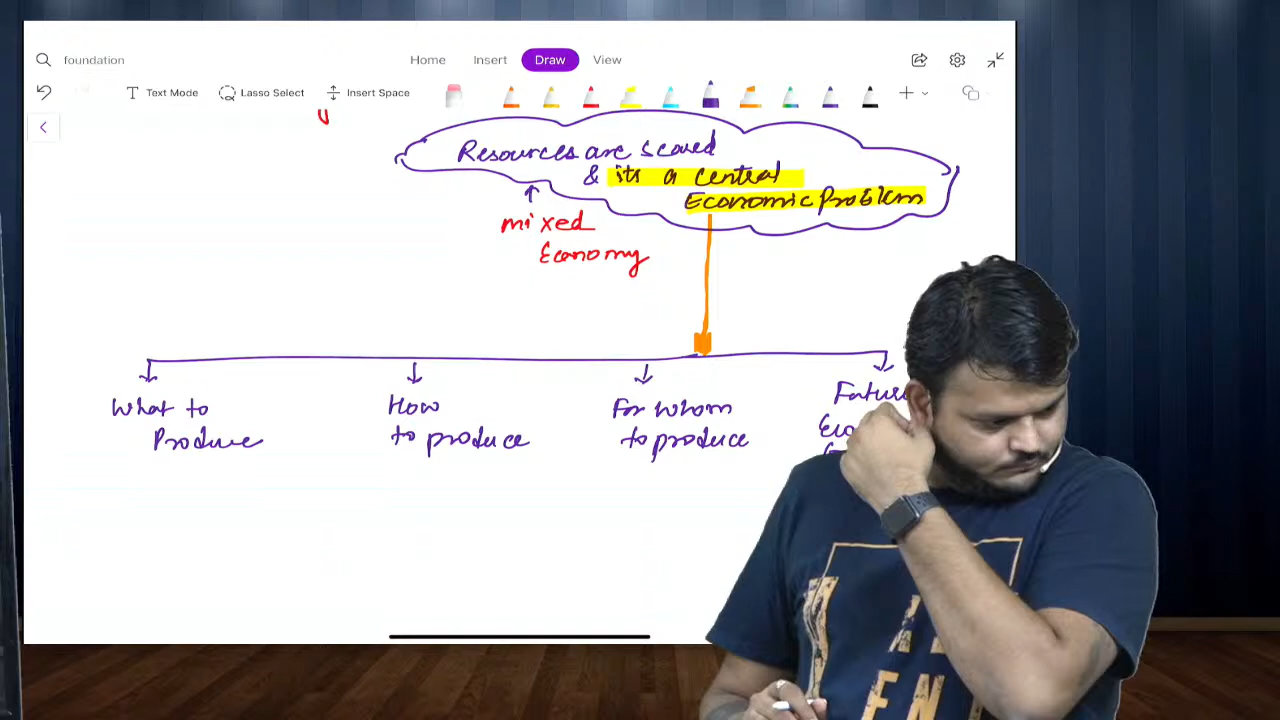 foundation
Home Insert Draw View
Text Mode Lasso Select Insert Space
Resources are scared
& its a central
Economic Problem
mixed
Economy
What to
Produce
How
to produce
For whom
to produce
Future